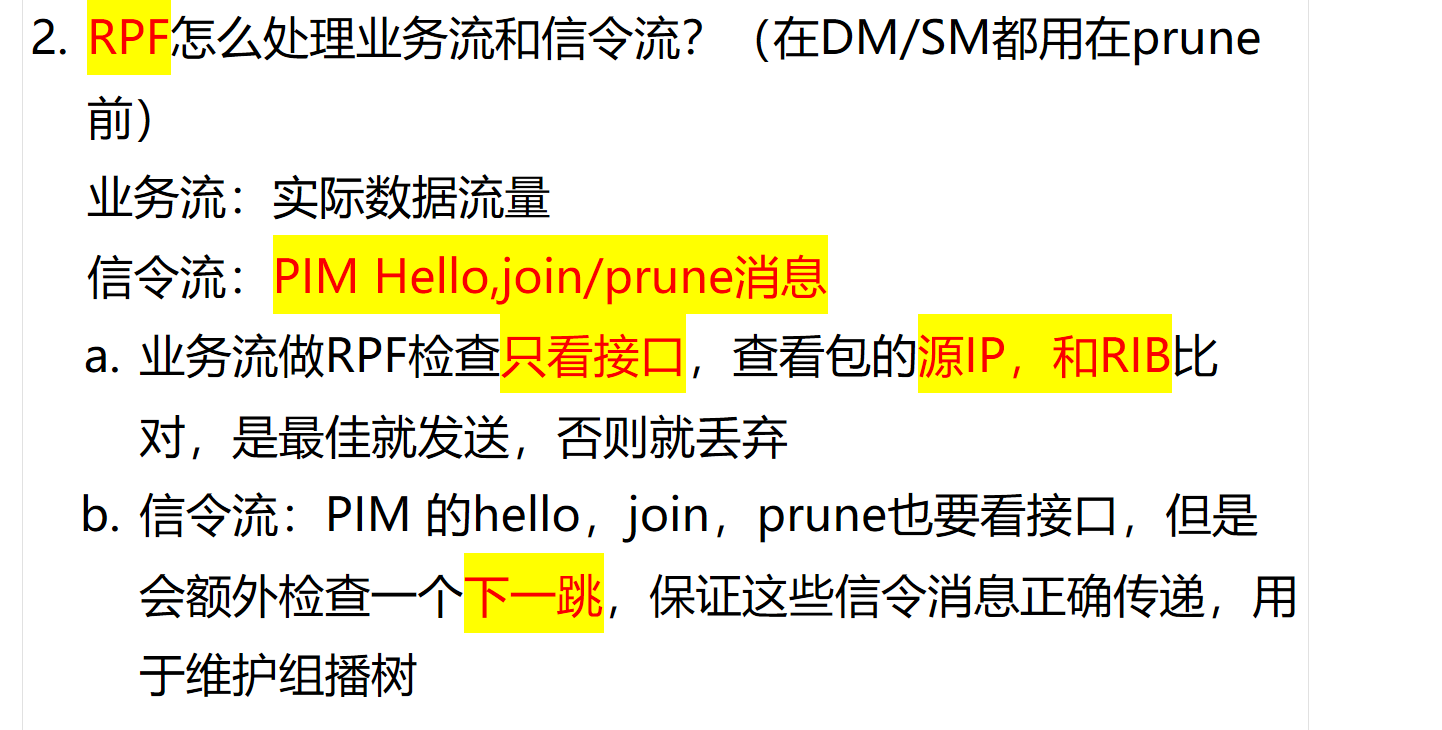 2. RPF怎么处理业务流和信令流？（在DM/SM都用在prune
前）
业务流：实际数据流量
信令流：PIM Hello,join/prune消息
a. 业务流做RPF检查只看接口，查看包的源IP，和RIB比
对，是最佳就发送，否则就丢弃
b. 信令流：PIM 的hello，join，prune也要看接口，但是
会额外检查一个下一跳，保证这些信令消息正确传递，用
于维护组播树